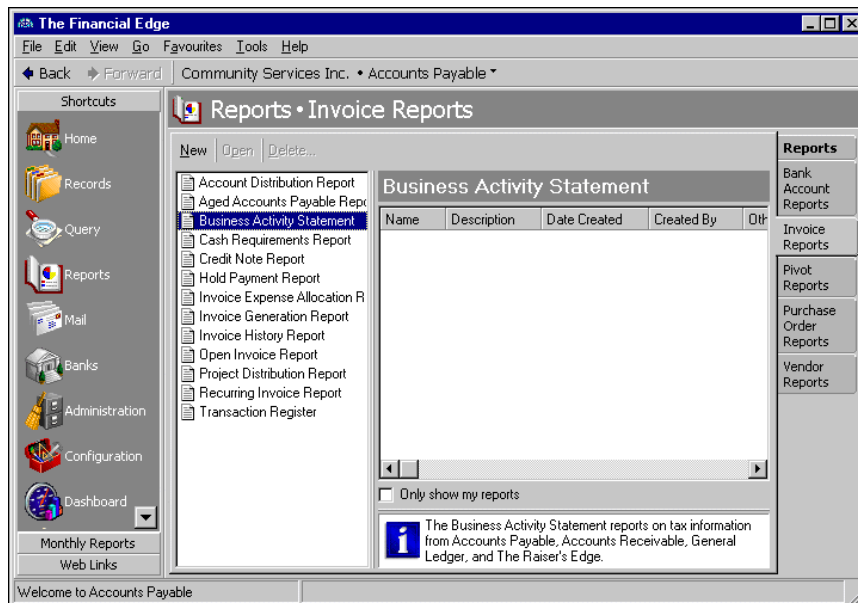 The Financial Edge
File Edit View Go Favourites Tools Help
Back Forward Community Services Inc. • Accounts Payable
Shortcuts
Home
Records
Query
Reports
Mail
Banks
Administration
Configuration
Dashboard
Monthly Reports
Web Links
Reports • Invoice Reports
New Open Delete...
Account Distribution Report
Aged Accounts Payable Repo
Business Activity Statement
Cash Requirements Report
Credit Note Report
Hold Payment Report
Invoice Expense Allocation R
Invoice Generation Report
Invoice History Report
Open Invoice Report
Project Distribution Report
Recurring Invoice Report
Transaction Register
Business Activity Statement
Name Description Date Created Created By Oth
Only show my reports
The Business Activity Statement reports on tax information
from Accounts Payable, Accounts Receivable, General
Ledger, and The Raiser's Edge.
Reports
Bank
Account
Reports
Invoice
Reports
Pivot
Reports
Purchase
Order
Reports
Vendor
Reports
Welcome to Accounts Payable